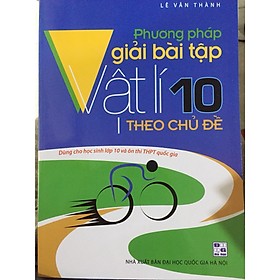 LÊ VĂN THÀNH
Phương pháp
giải bài tập
Vật lí 10
THEO CHỦ ĐỀ
Dùng cho học sinh lớp 10 và ôn thi THPT quốc gia
NHÀ XUẤT BẢN ĐẠI HỌC QUỐC GIA HÀ NỘI